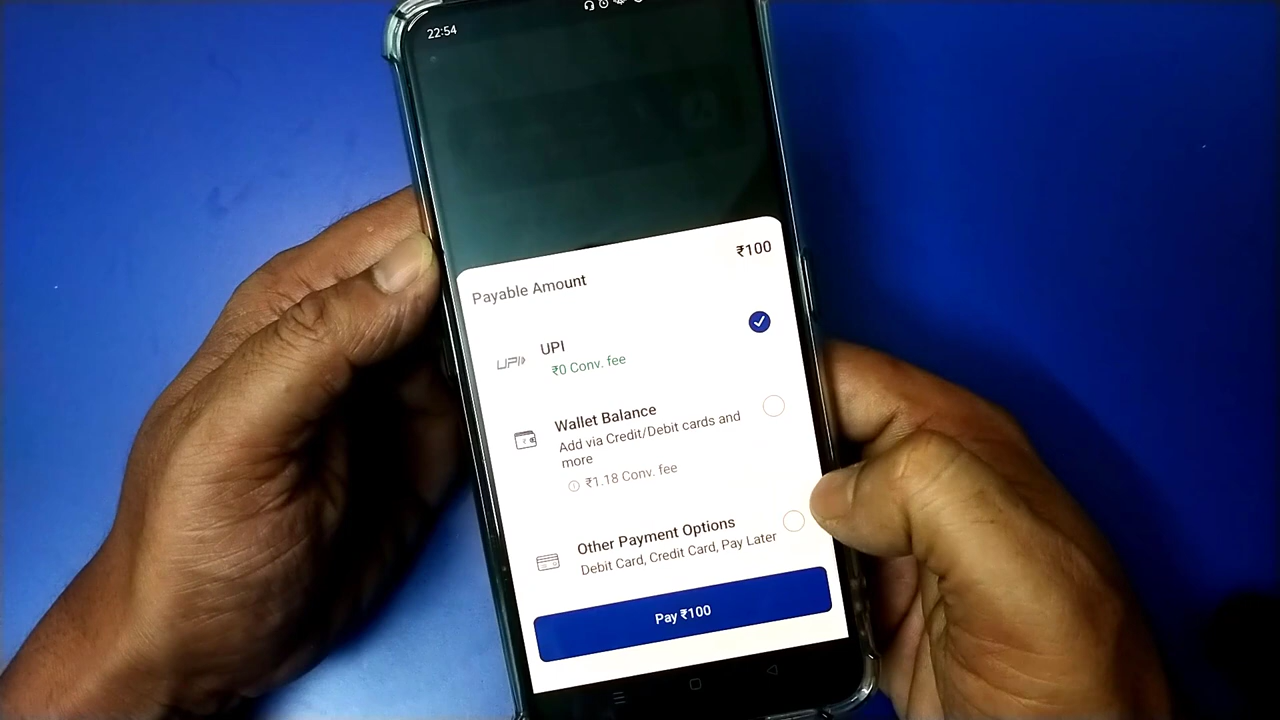 22:54
₹100
Payable Amount
UPI
UPI
₹0 Conv. fee
Wallet Balance
Add via Credit/Debit cards and
more
₹1.18 Conv. fee
Other Payment Options
Debit Card, Credit Card, Pay Later
Pay ₹100